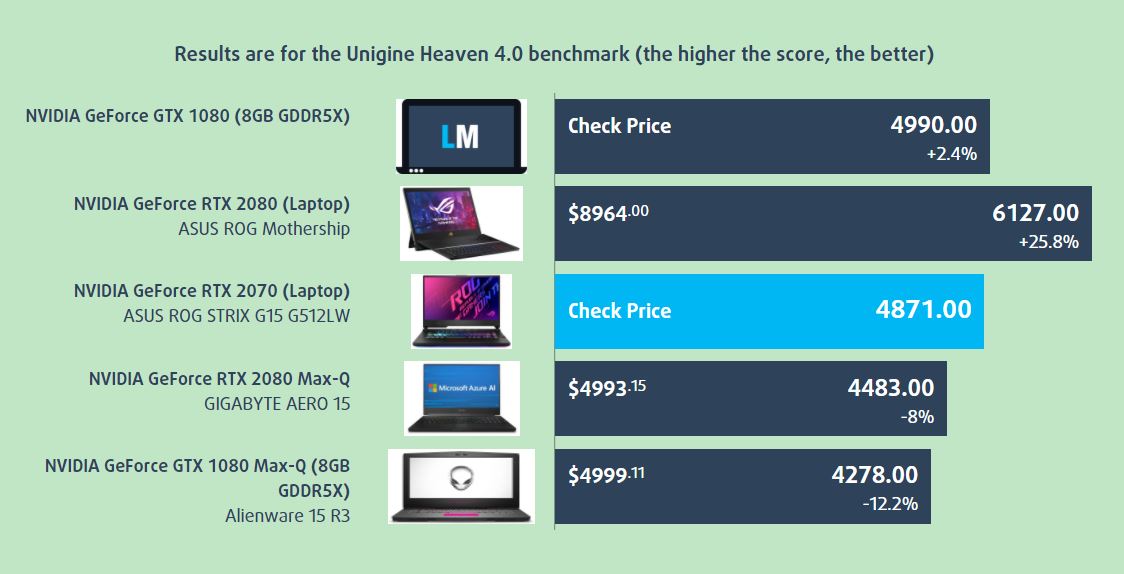 Results are for the Unigine Heaven 4.0 benchmark (the higher the score, the better)
NVIDIA GeForce GTX 1080 (8GB GDDR5X)
LM
Check Price
4990.00
+2.4%
NVIDIA GeForce RTX 2080 (Laptop)
ASUS ROG Mothership
$8964.00
6127.00
+25.8%
NVIDIA GeForce RTX 2070 (Laptop)
ASUS ROG STRIX G15 G512LW
Check Price
4871.00
NVIDIA GeForce RTX 2080 Max-Q
GIGABYTE AERO 15
Microsoft Azure AI
$4993.15
4483.00
-8%
NVIDIA GeForce GTX 1080 Max-Q (8GB
GDDR5X)
Alienware 15 R3
$4999.11
4278.00
-12.2%